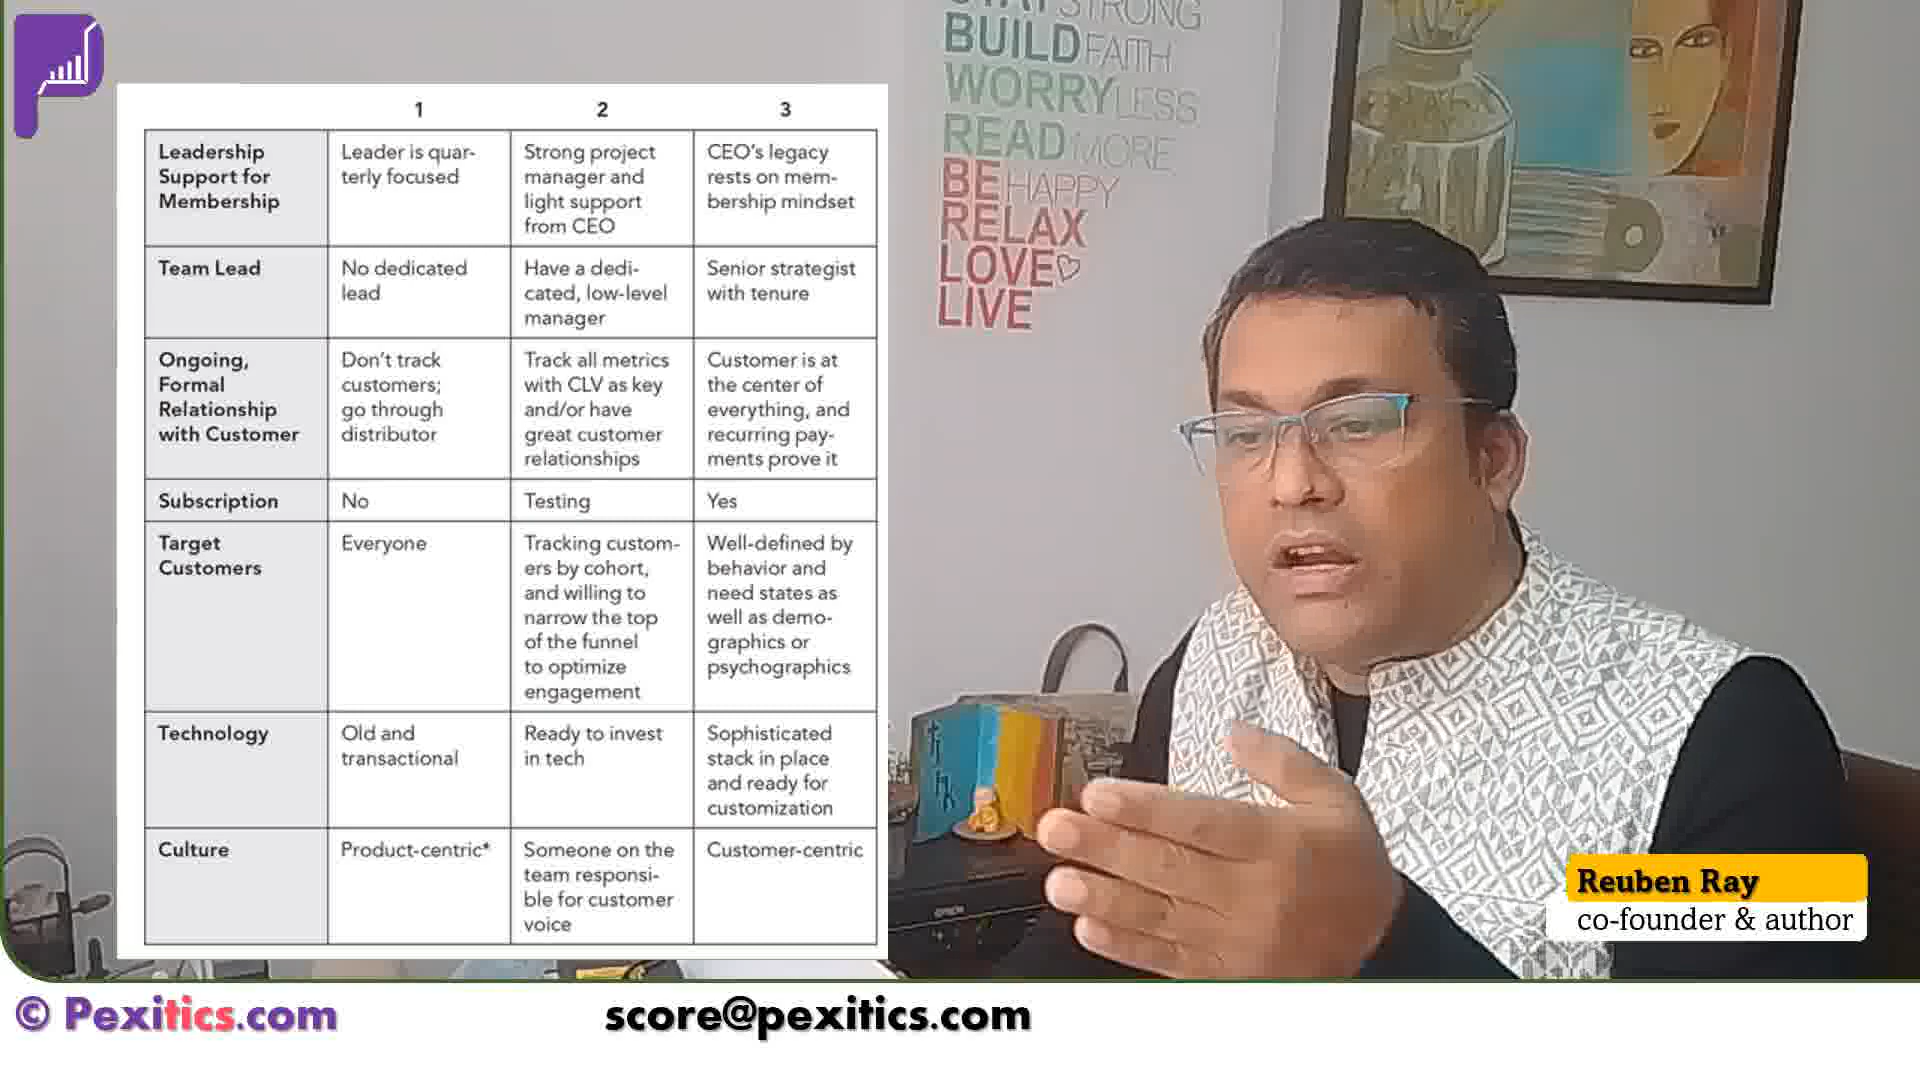 1 2 3
Leadership
Support for
Membership
Leader is quar-
terly focused
Strong project
manager and
light support
from CEO
CEO's legacy
rests on mem-
bership mindset
Team Lead
No dedicated
lead
Have a dedi-
cated, low-level
manager
Senior strategist
with tenure
Ongoing,
Formal
Relationship
with Customer
Don't track
customers;
go through
distributor
Track all metrics
with CLV as key
and/or have
great customer
relationships
Customer is at
the center of
everything, and
recurring pay-
ments prove it
Subscription
No
Testing
Yes
Target
Customers
Everyone
Tracking custom-
ers by cohort,
and willing to
narrow the top
of the funnel
to optimize
engagement
Well-defined by
behavior and
need states as
well as demo-
graphics or
psychographics
Technology
Old and
transactional
Ready to invest
in tech
Sophisticated
stack in place
and ready for
customization
Culture
Product-centric*
Someone on the
team responsi-
ble for customer
voice
Customer-centric
STAY STRONG
BUILD FAITH
WORRY LESS
READ MORE
BE HAPPY
RELAX
LOVE
LIVE
EPSON
Reuben Ray
co-founder & author
© Pexitics.com
score@pexitics.com